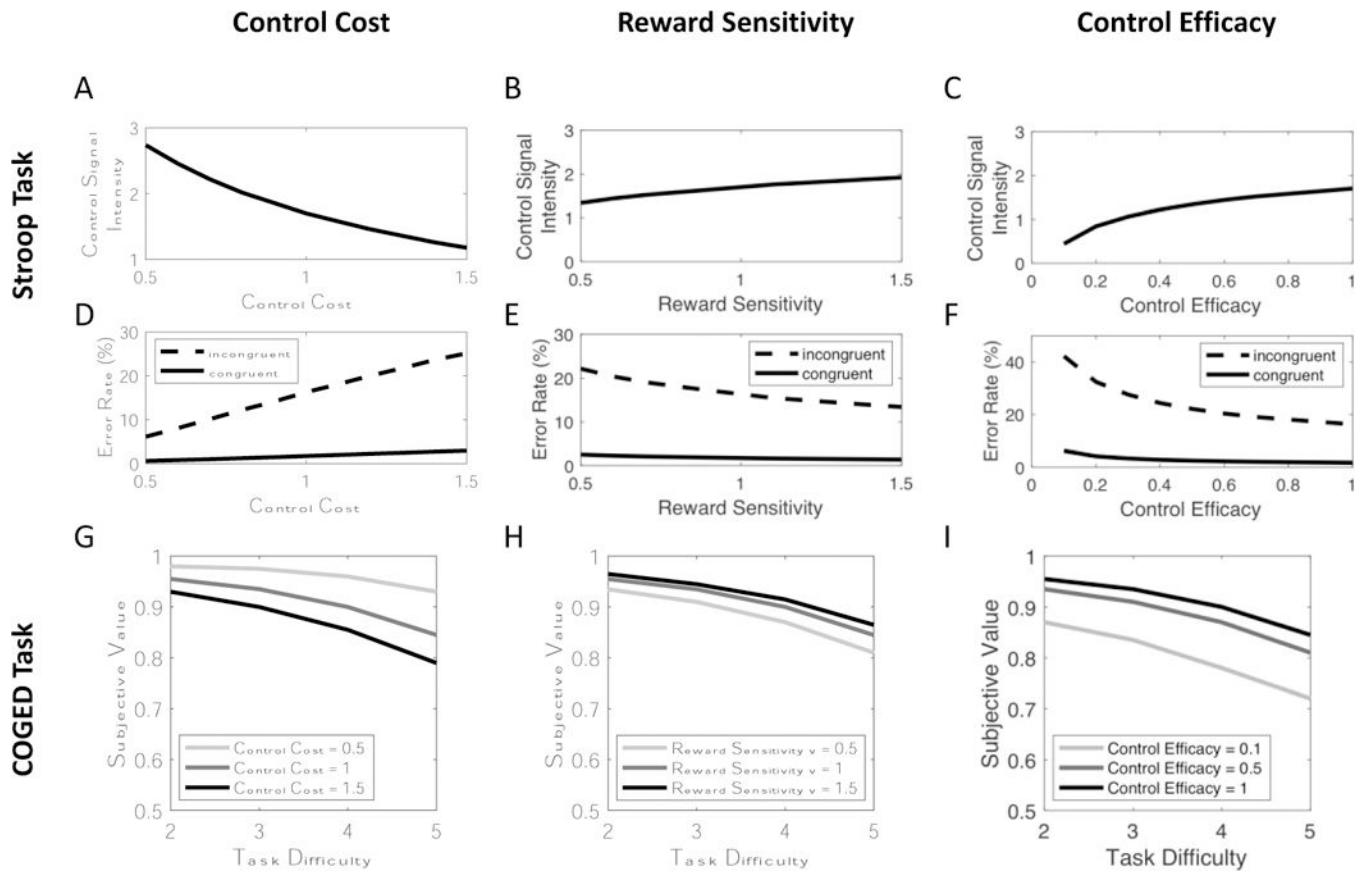 Control Cost
Reward Sensitivity
Control Efficacy
Stroop Task
COGED Task
A
Control Signal
Intensity
3
2
1
0.5
1
1.5
Control Cost
B
Control Signal
Intensity
3
2
1
0
0.5
1
1.5
Reward Sensitivity
C
Control Signal
Intensity
3
2
1
0
0
0.2
0.4
0.6
0.8
1
Control Efficacy
D
Error Rate (%)
30
20
10
0
incongruent
congruent
0.5
1
1.5
Control Cost
E
Error Rate (%)
30
20
10
0
incongruent
congruent
0.5
1
1.5
Reward Sensitivity
F
Error Rate (%)
40
20
0
incongruent
congruent
0
0.2
0.4
0.6
0.8
1
Control Efficacy
G
Subjective Value
1
0.9
0.8
0.7
0.6
0.5
Control Cost = 0.5
Control Cost = 1
Control Cost = 1.5
2
3
4
5
Task Difficulty
H
Subjective Value
1
0.9
0.8
0.7
0.6
0.5
Reward Sensitivity v = 0.5
Reward Sensitivity v = 1
Reward Sensitivity v = 1.5
2
3
4
5
Task Difficulty
I
Subjective Value
1
0.9
0.8
0.7
0.6
0.5
Control Efficacy = 0.1
Control Efficacy = 0.5
Control Efficacy = 1
2
3
4
5
Task Difficulty